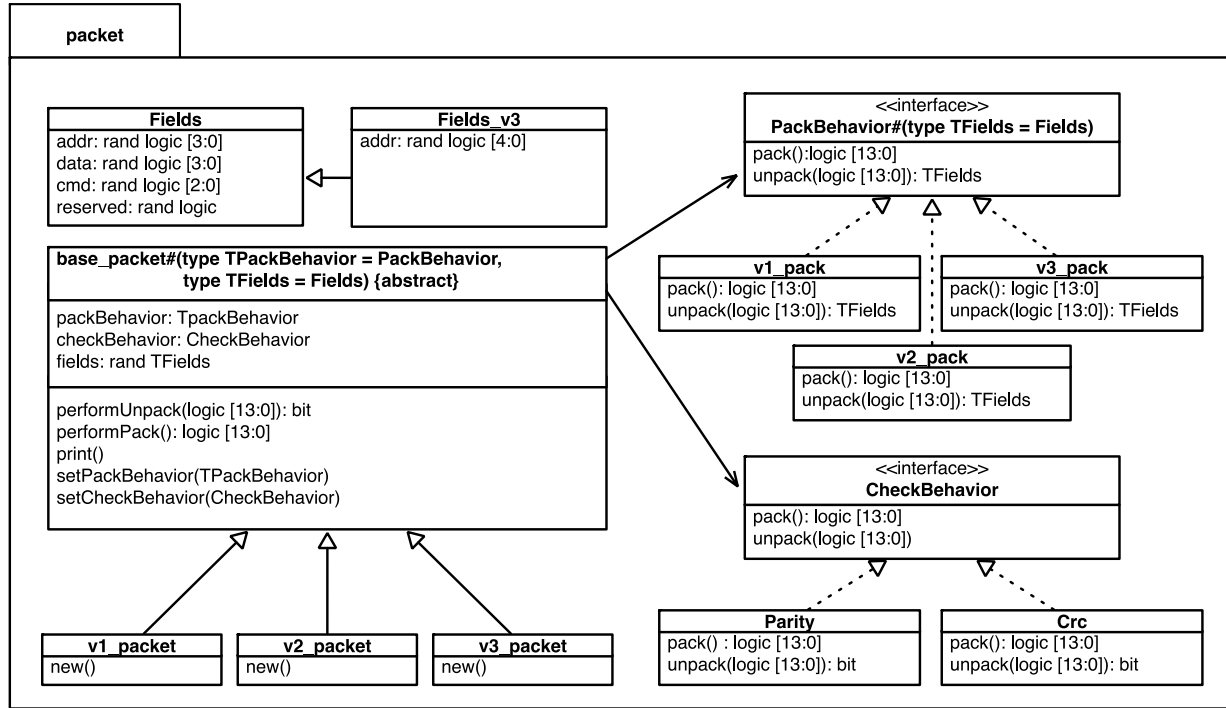 packet
Fields
addr: rand logic [3:0]
data: rand logic [3:0]
cmd: rand logic [2:0]
reserved: rand logic
Fields_v3
addr: rand logic [4:0]
<<interface>>
PackBehavior#(type TFields = Fields)
pack():logic [13:0]
unpack(logic [13:0]): TFields
base_packet#(type TPackBehavior = PackBehavior,
type TFields = Fields) {abstract}
packBehavior: TpackBehavior
checkBehavior: CheckBehavior
fields: rand TFields
performUnpack(logic [13:0]): bit
performPack(): logic [13:0]
print()
setPackBehavior(TPackBehavior)
setCheckBehavior(CheckBehavior)
v1_pack
pack(): logic [13:0]
unpack(logic [13:0]): TFields
v3_pack
pack(): logic [13:0]
unpack(logic [13:0]): TFields
v2_pack
pack(): logic [13:0]
unpack(logic [13:0]): TFields
<<interface>>
CheckBehavior
pack(): logic [13:0]
unpack(logic [13:0])
v1_packet
new()
v2_packet
new()
v3_packet
new()
Parity
pack() : logic [13:0]
unpack(logic [13:0]): bit
Crc
pack(): logic [13:0]
unpack(logic [13:0]): bit